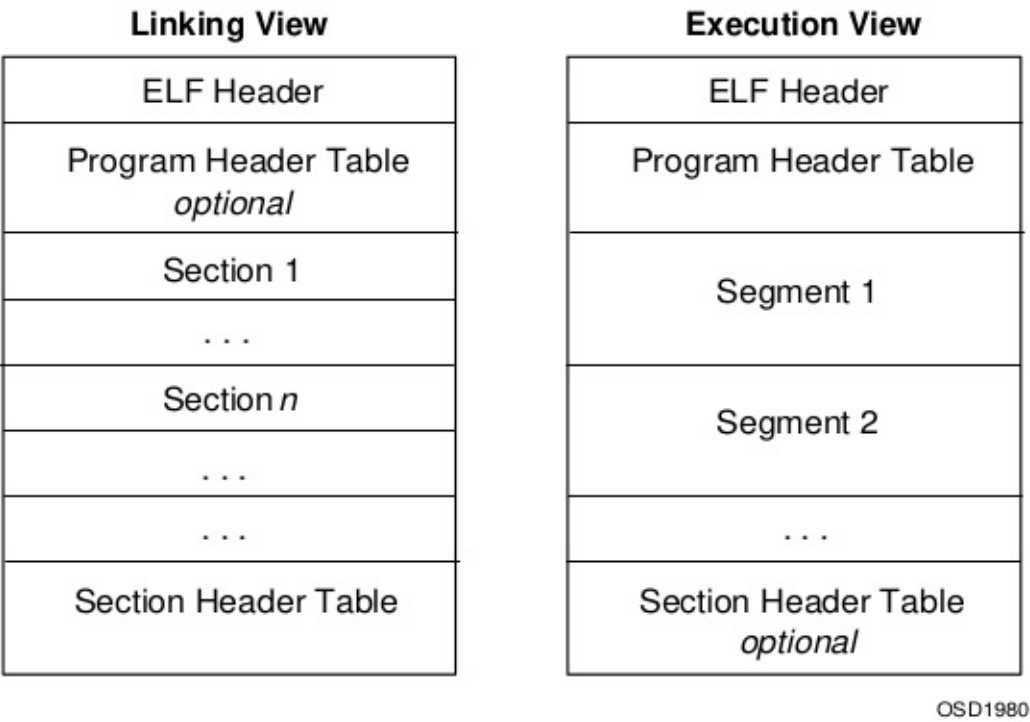 Linking View
ELF Header
Program Header Table
optional
Section 1
. . .
Section n
. . .
. . .
Section Header Table
Execution View
ELF Header
Program Header Table
Segment 1
Segment 2
. . .
Section Header Table
optional
OSD1980